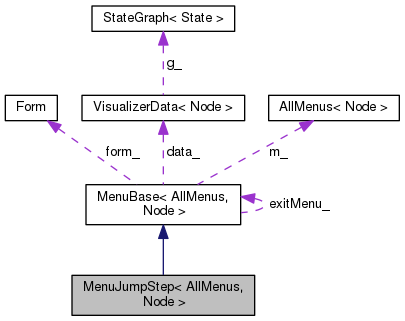 StateGraph< State >
g_
Form
VisualizerData< Node >
AllMenus< Node >
form_
data_
m_
MenuBase< AllMenus,
Node >
exitMenu_
MenuJumpStep< AllMenus,
Node >